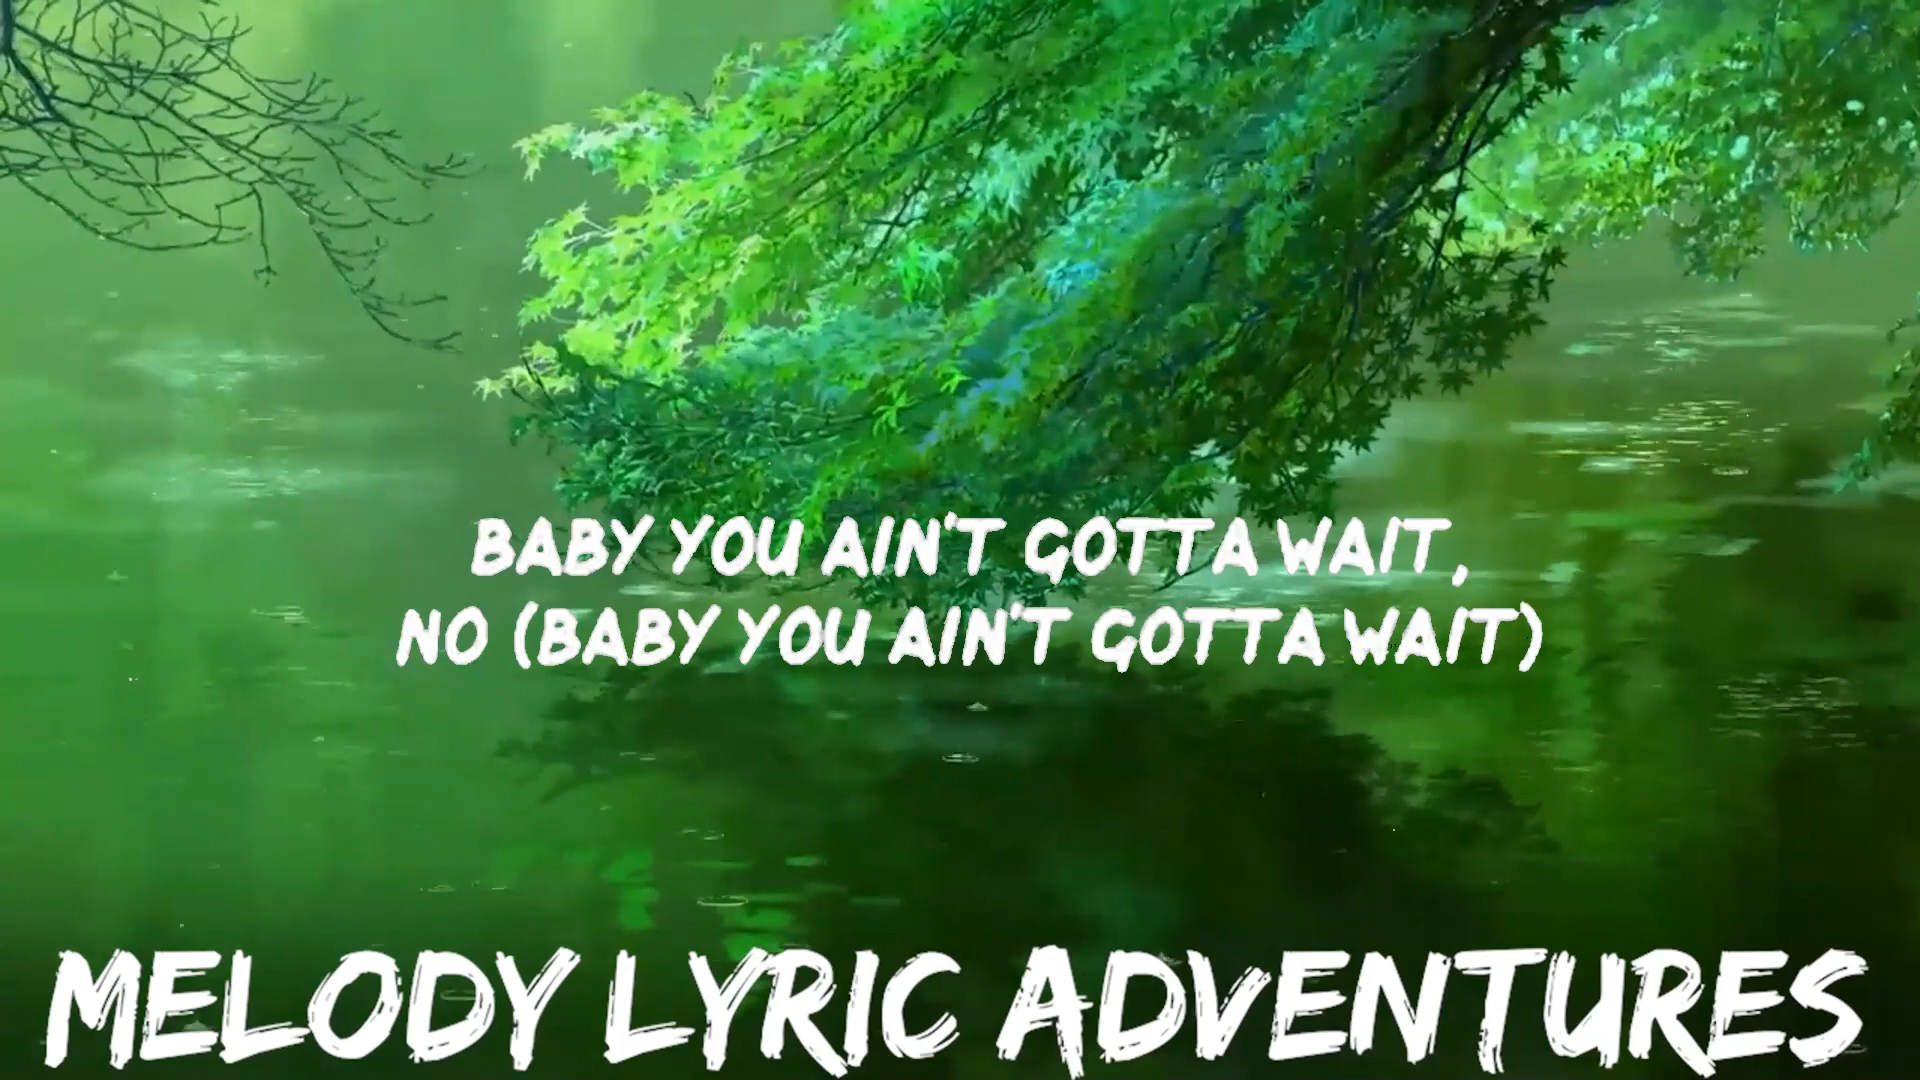 BABY YOU AIN'T GOTTA WAIT,
NO (BABY YOU AIN'T GOTTA WAIT)
MELODY LYRIC ADVENTURES